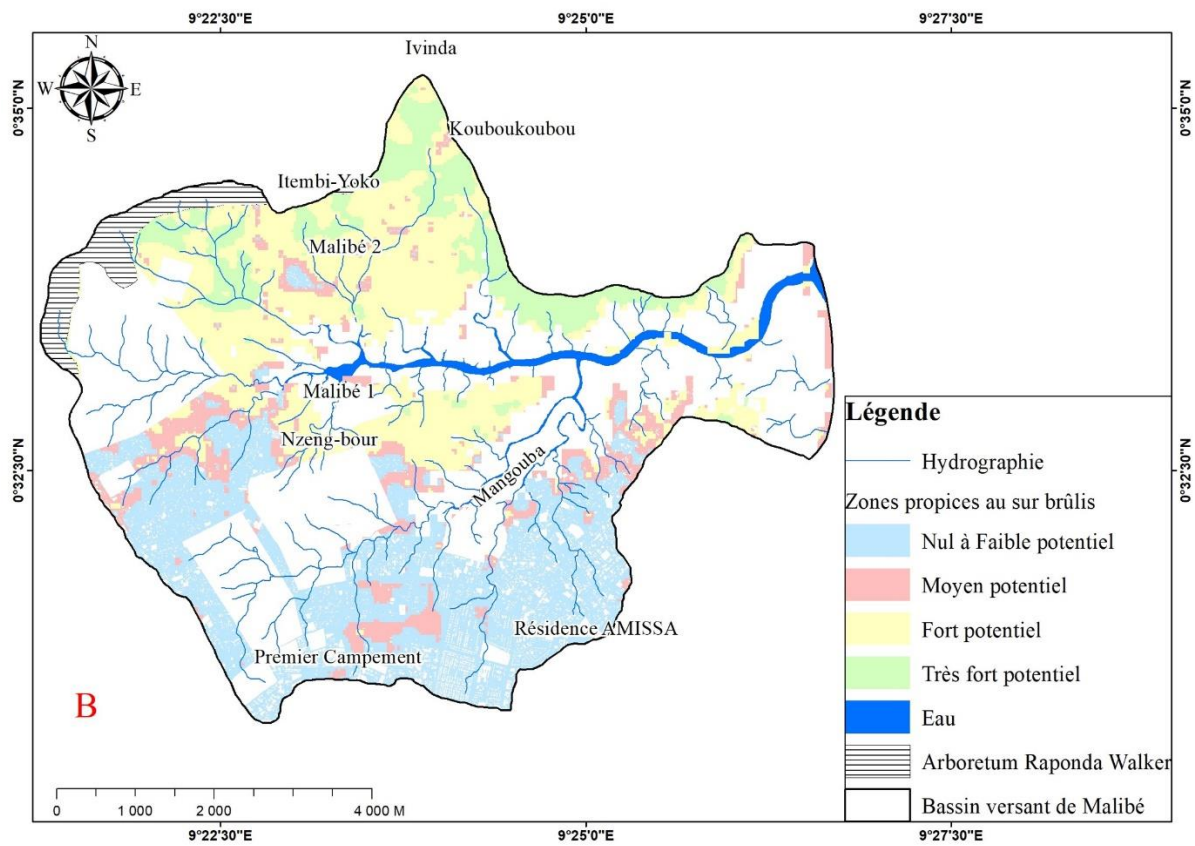 9°22'30"E 9°25'0"E 9°27'30"E
N
W E
S
0°35'0"N 0°35'0"N
Ivinda
Kouboukoubou
Itembi-Yoko
Malibé 2
Malibé 1
Nzeng-bour
Mangouba
0°32'30"N 0°32'30"N
Résidence AMISSA
Premier Campement
B
Légende
Hydrographie
Zones propices au sur brûlis
Nul à Faible potentiel
Moyen potentiel
Fort potentiel
Très fort potentiel
Eau
Arboretum Raponda Walker
Bassin versant de Malibé
0 1 000 2 000 4 000 M
9°22'30"E 9°25'0"E 9°27'30"E